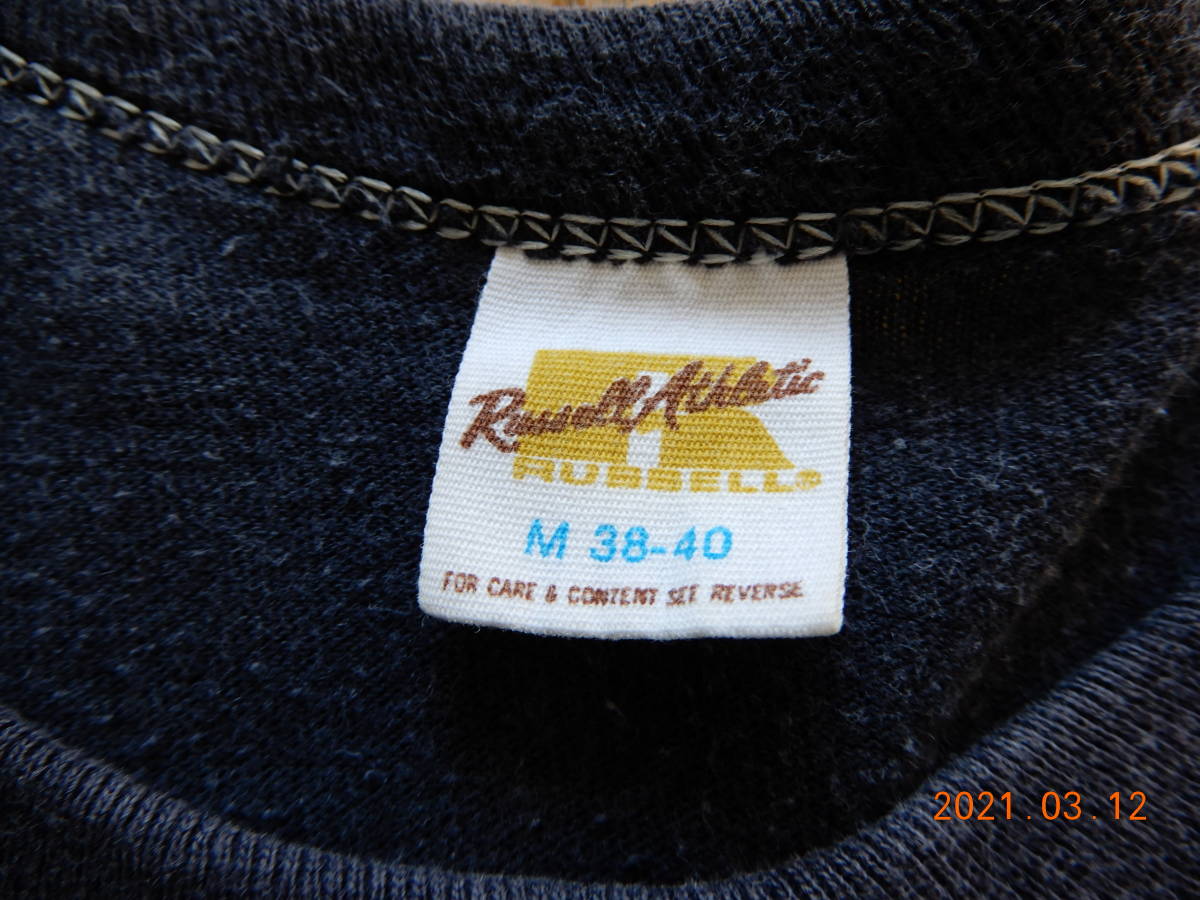 Russell Athletic
RUSSELL®
M 38-40
FOR CARE & CONTENT SEE REVERSE
2021.03.12